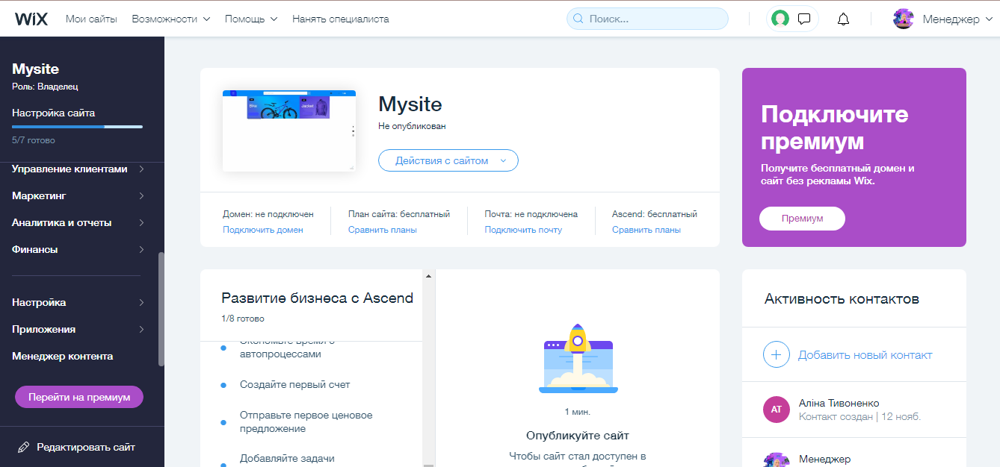 WiX
Мои сайты
Возможности
Помощь
Нанять специалиста
Поиск...
Менеджер
Mysite
Роль: Владелец
Настройка сайта
5/7 готово
Управление клиентами
Маркетинг
Аналитика и отчеты
Финансы
Настройка
Приложения
Менеджер контента
Перейти на премиум
Редактировать сайт
Bike
Jacket
Mysite
Не опубликован
Действия с сайтом
Домен: не подключен
Подключить домен
План сайта: бесплатный
Сравнить планы
Почта: не подключена
Подключить почту
Ascend: бесплатный
Сравнить планы
Подключите
премиум
Получите бесплатный домен и
сайт без рекламы Wix.
Премиум
Развитие бизнеса с Ascend
1/8 готово
Экономьте время с
автопроцессами
Создайте первый счет
Отправьте первое ценовое
предложение
Добавляйте задачи
1 мин.
Опубликуйте сайт
Чтобы сайт стал доступен в
Активность контактов
Добавить новый контакт
AT
Аліна Тивоненко
Контакт создан | 12 нояб.
Менеджер